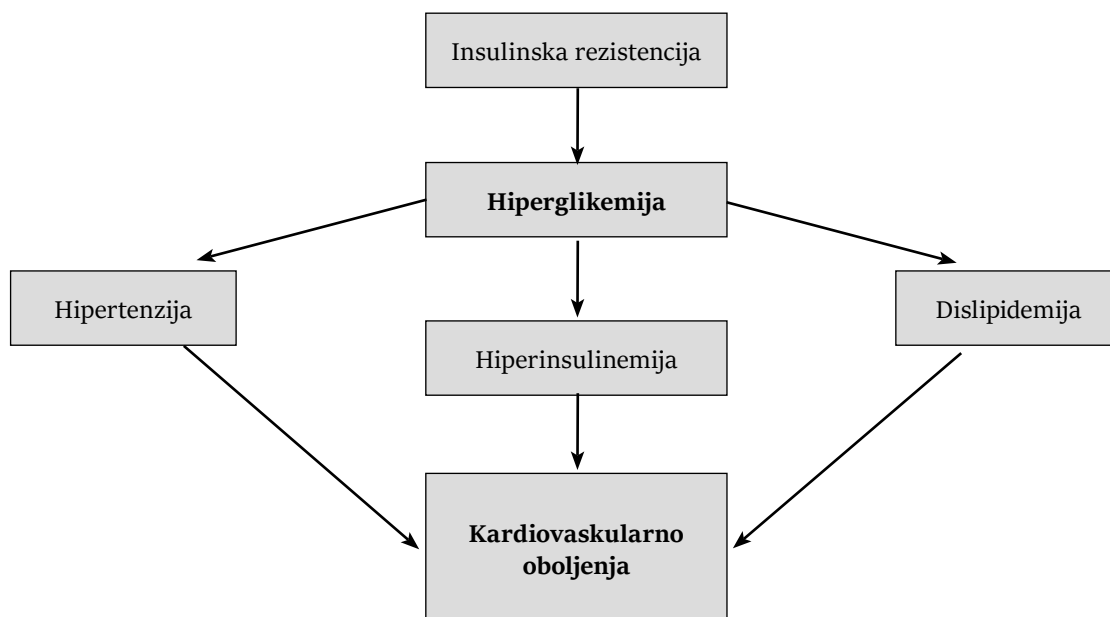 Insulinska rezistencija
Hiperglikemija
Hipertenzija
Dislipidemija
Hiperinsulinemija
Kardiovaskularno
oboljenja